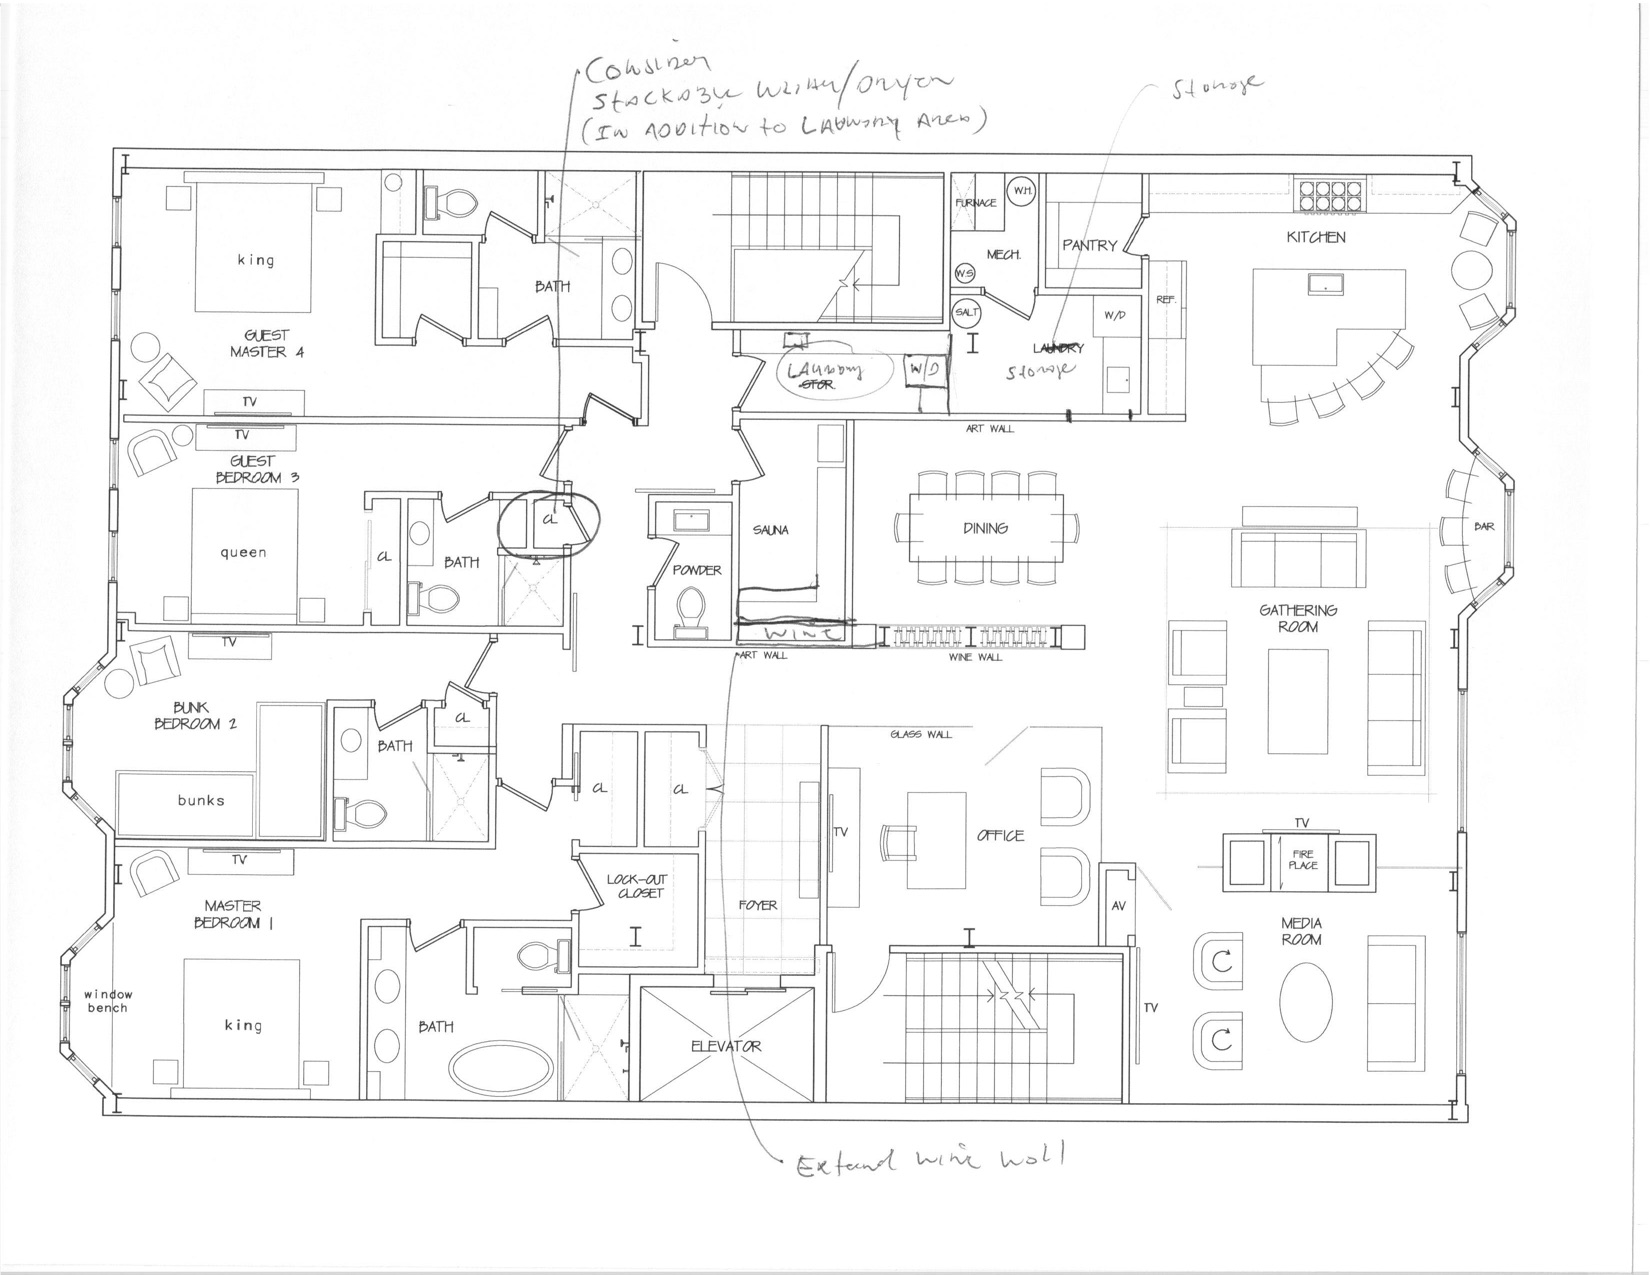 Consider
Stackable Washer/Dryer
(In Addition to Laundry Area)
Storage
FURNACE
W.H.
MECH.
W.S
SALT
PANTRY
KITCHEN
REF.
W/D
LAUNDRY
Storage
LAUNDRY
STOR.
W/D
king
GUEST
MASTER 4
TV
BATH
TV
GUEST
BEDROOM 3
queen
CL
BATH
CL
POWDER
SAUNA
WINE
ART WALL
ART WALL
DINING
WINE WALL
BAR
GATHERING
ROOM
TV
BUNK
BEDROOM 2
bunks
BATH
CL
CL
CL
GLASS WALL
TV
OFFICE
TV
FIRE
PLACE
TV
MASTER
BEDROOM 1
LOCK-OUT
CLOSET
FOYER
AV
MEDIA
ROOM
window
bench
king
BATH
ELEVATOR
TV
Extend wine wall